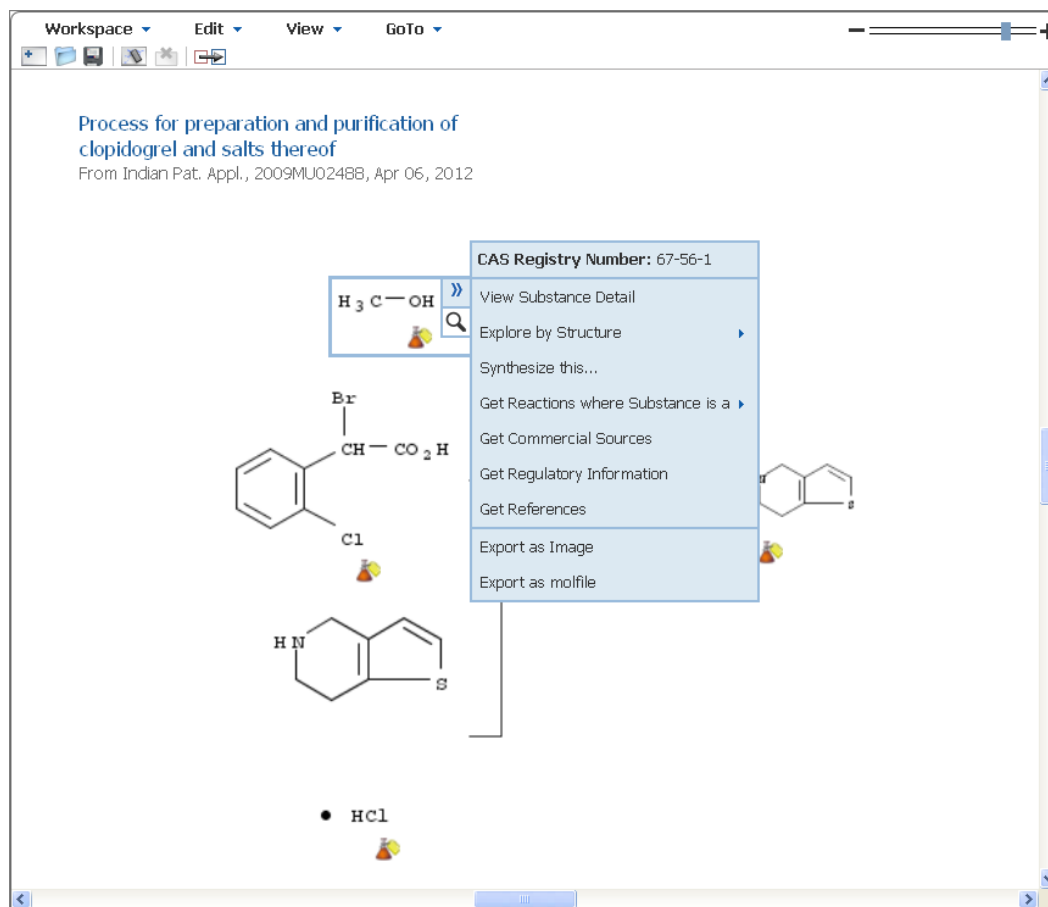 Workspace Edit View GoTo
Process for preparation and purification of
clopidogrel and salts thereof
From Indian Pat. Appl., 2009MU02488, Apr 06, 2012
CAS Registry Number: 67-56-1
H3C—OH
View Substance Detail
Explore by Structure
Synthesize this...
Get Reactions where Substance is a
Get Commercial Sources
Get Regulatory Information
Get References
Export as Image
Export as molfile
Br
CH—CO2H
Cl
S
HN
S
• HCl